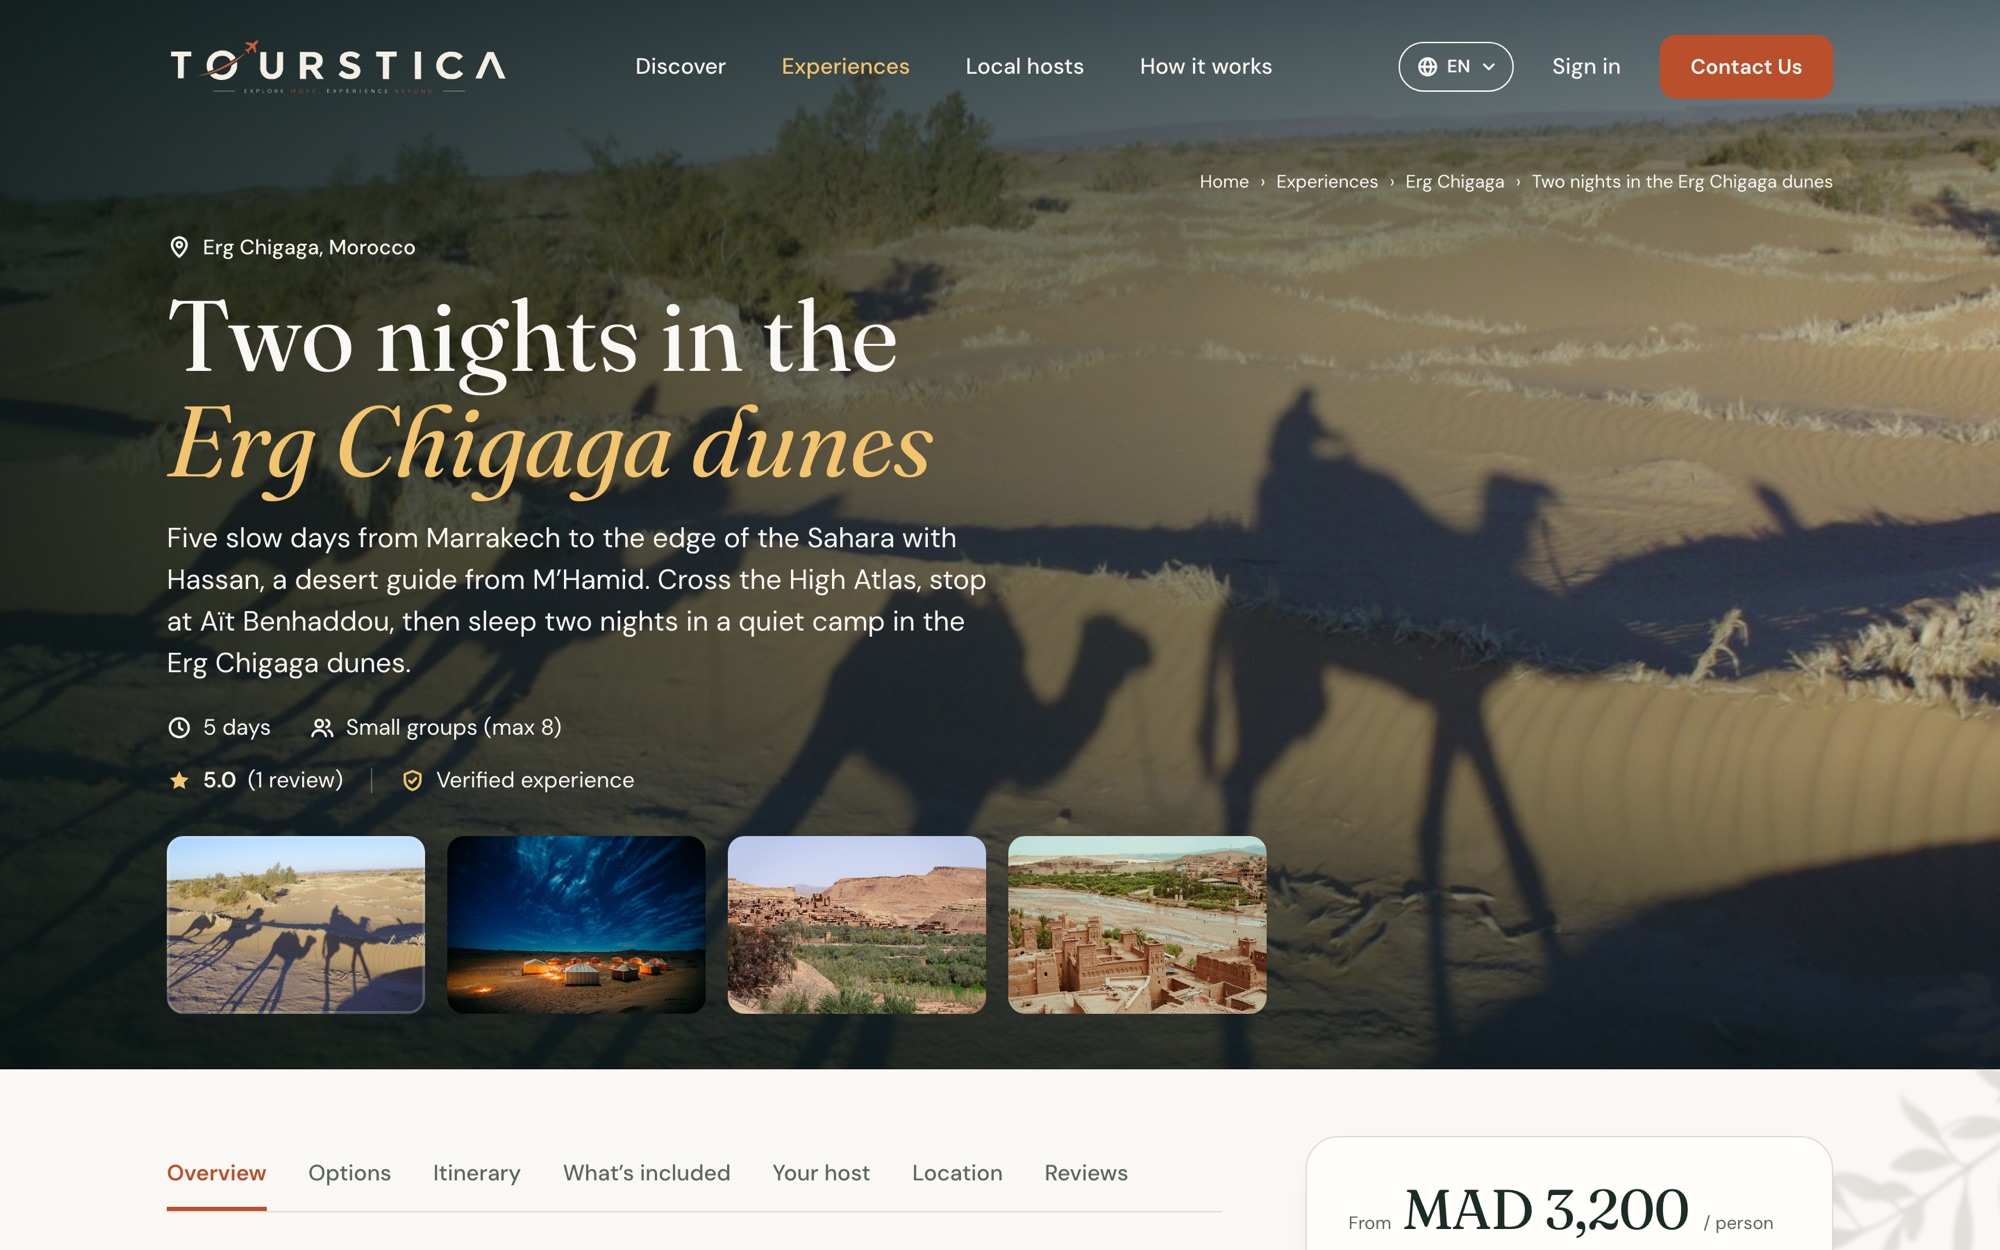 TOURSTICA
EXPLORE MORE EXPERIENCE BEYOND
Discover
Experiences
Local hosts
How it works
EN
Sign in
Contact Us
Home › Experiences › Erg Chigaga › Two nights in the Erg Chigaga dunes
Erg Chigaga, Morocco
Two nights in the
Erg Chigaga dunes
Five slow days from Marrakech to the edge of the Sahara with
Hassan, a desert guide from M’Hamid. Cross the High Atlas, stop
at Aït Benhaddou, then sleep two nights in a quiet camp in the
Erg Chigaga dunes.
5 days
Small groups (max 8)
5.0 (1 review)
Verified experience
Overview
Options
Itinerary
What’s included
Your host
Location
Reviews
From MAD 3,200 / person